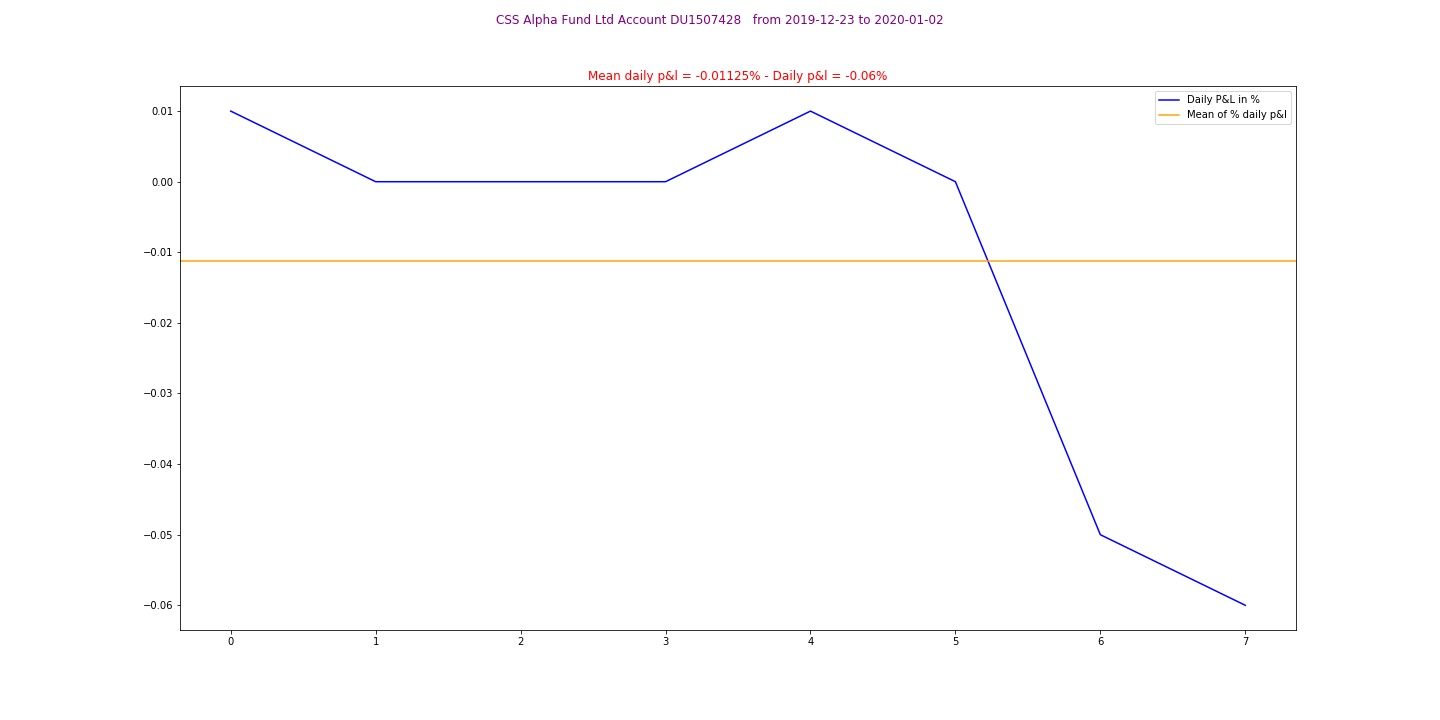 CSS Alpha Fund Ltd Account DU1507428   from 2019-12-23 to 2020-01-02
Mean daily p&l = -0.01125% - Daily p&l = -0.06%
Daily P&L in %
Mean of % daily p&l
0.01
0.00
−0.01
−0.02
−0.03
−0.04
−0.05
−0.06
0 1 2 3 4 5 6 7